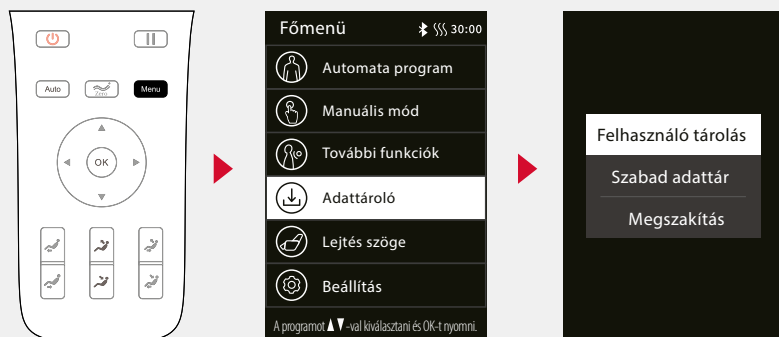 Auto
Zero
Menu
OK
Főmenü
30:00
Automata program
Manuális mód
További funkciók
Adattároló
Lejtés szöge
Beállítás
A programot ▲▼-val kiválasztani és OK-t nyomni.
Felhasználó tárolás
Szabad adattár
Megszakítás